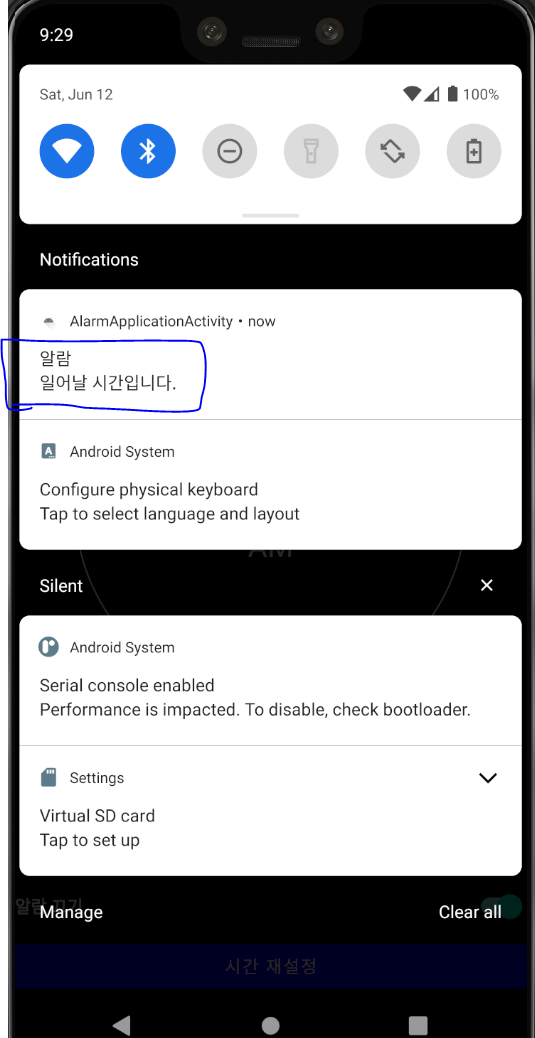 9:29
Sat, Jun 12
100%
Notifications
AlarmApplicationActivity • now
알람
일어날 시간입니다.
Android System
Configure physical keyboard
Tap to select language and layout
AM
Silent
Android System
Serial console enabled
Performance is impacted. To disable, check bootloader.
Settings
Virtual SD card
Tap to set up
알람 끄기
Manage
Clear all
시간 재설정